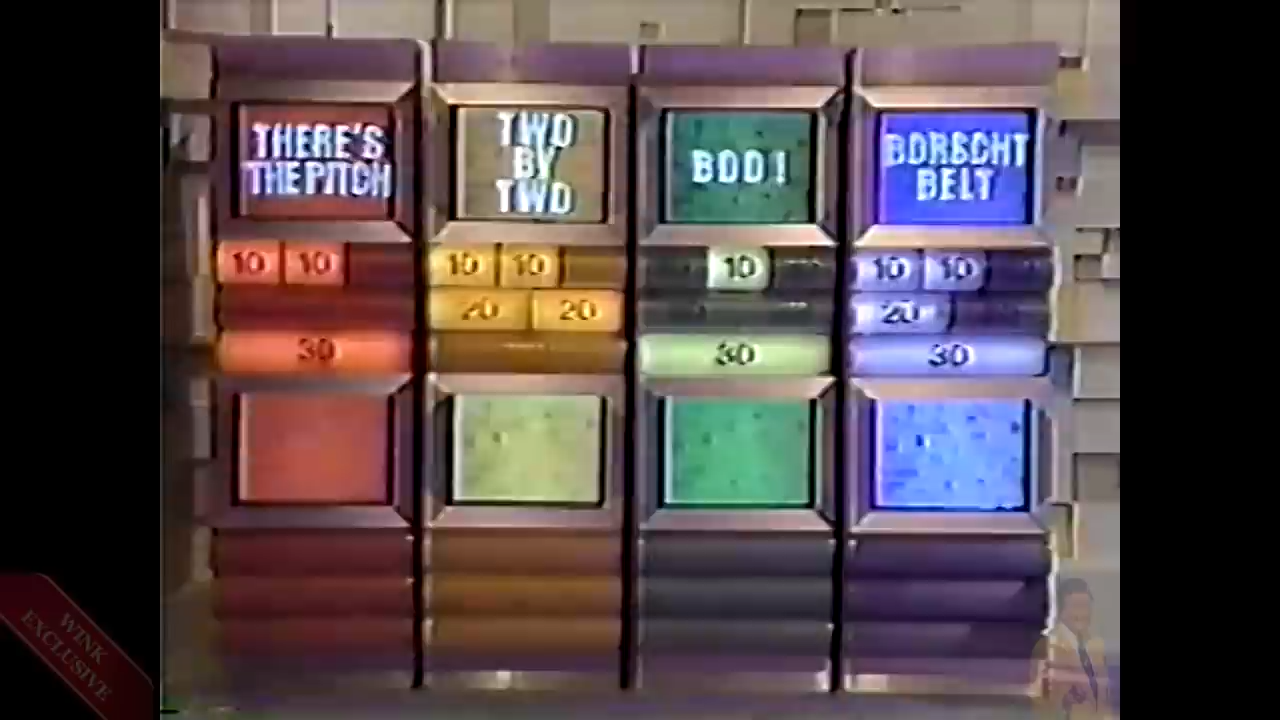 THERE'S
THE PITCH
TWO
BY
TWO
BOO!
BORSCHT
BELT
10 10
10 10
10
10 10
20 20
20
30
30
30
WINK
EXCLUSIVE